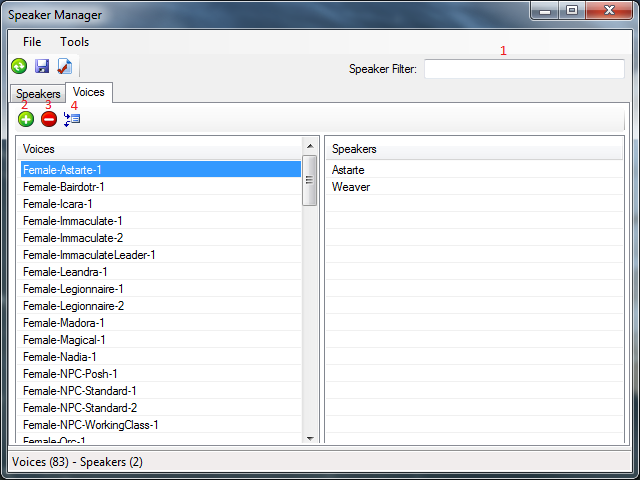 Speaker Manager
File Tools
1
Speaker Filter:
Speakers Voices
2 3 4
Voices
Female-Astarte-1
Female-Bairdotr-1
Female-Icara-1
Female-Immaculate-1
Female-Immaculate-2
Female-ImmaculateLeader-1
Female-Leandra-1
Female-Legionnaire-1
Female-Legionnaire-2
Female-Madora-1
Female-Magical-1
Female-Nadia-1
Female-NPC-Posh-1
Female-NPC-Standard-1
Female-NPC-Standard-2
Female-NPC-WorkingClass-1
Female-Orc-1
Speakers
Astarte
Weaver
Voices (83) - Speakers (2)